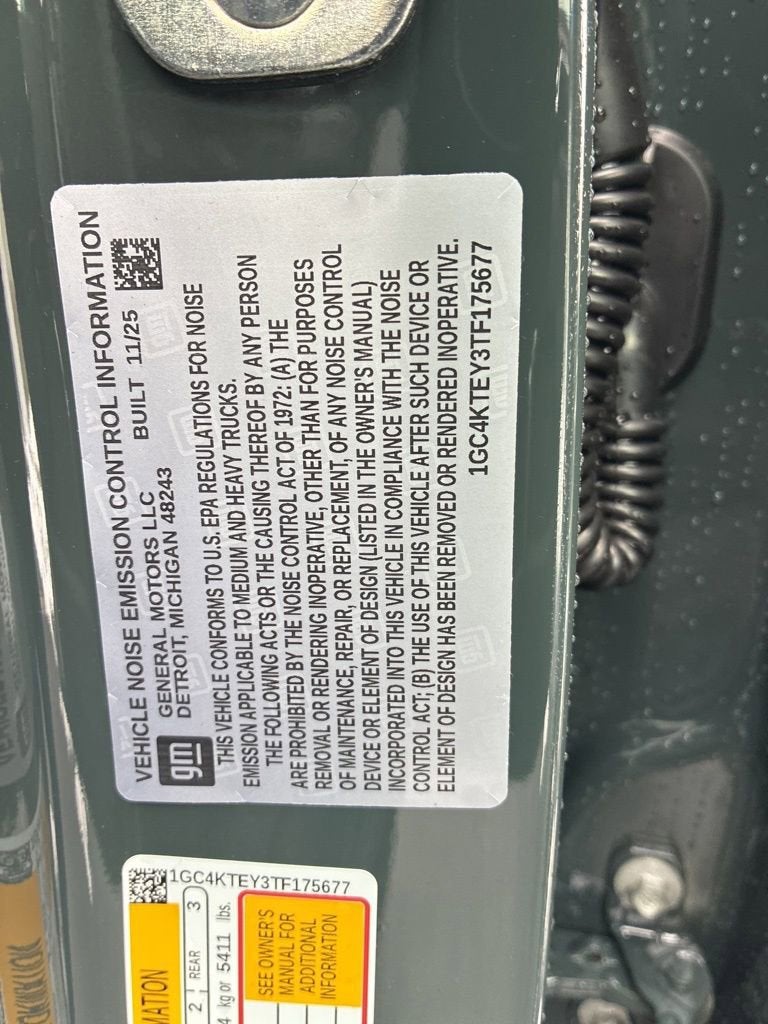 VEHICLE NOISE EMISSION CONTROL INFORMATION
GENERAL MOTORS LLC BUILT 11/25
DETROIT, MICHIGAN 48243
gm
THIS VEHICLE CONFORMS TO U.S. EPA REGULATIONS FOR NOISE
EMISSION APPLICABLE TO MEDIUM AND HEAVY TRUCKS.
THE FOLLOWING ACTS OR THE CAUSING THEREOF BY ANY PERSON
ARE PROHIBITED BY THE NOISE CONTROL ACT OF 1972: (A) THE
REMOVAL OR RENDERING INOPERATIVE, OTHER THAN FOR PURPOSES
OF MAINTENANCE, REPAIR, OR REPLACEMENT, OF ANY NOISE CONTROL
DEVICE OR ELEMENT OF DESIGN (LISTED IN THE OWNER'S MANUAL)
INCORPORATED INTO THIS VEHICLE IN COMPLIANCE WITH THE NOISE
CONTROL ACT; (B) THE USE OF THIS VEHICLE AFTER SUCH DEVICE OR
ELEMENT OF DESIGN HAS BEEN REMOVED OR RENDERED INOPERATIVE.
1GC4KTEY3TF175677
1GC4KTEY3TF175677
MATION
2 REAR 3
4 kg or 5411 lbs.
SEE OWNER'S
MANUAL FOR
ADDITIONAL
INFORMATION